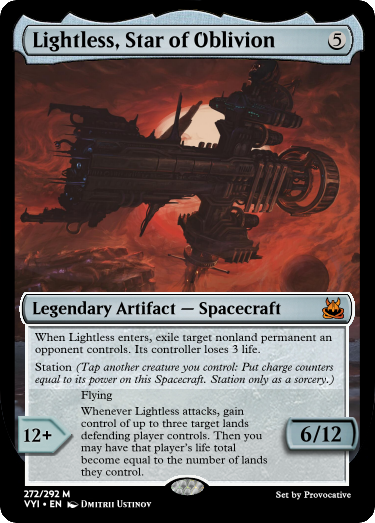 Lightless, Star of Oblivion 5
Legendary Artifact — Spacecraft
When Lightless enters, exile target nonland permanent an
opponent controls. Its controller loses 3 life.
Station (Tap another creature you control: Put charge counters
equal to its power on this Spacecraft. Station only as a sorcery.)
12+
Flying
Whenever Lightless attacks, gain
control of up to three target lands
defending player controls. Then you
may have that player's life total
become equal to the number of lands
they control.
6/12
272/292 M
VYI • EN Dmitrii Ustinov
Set by Provocative